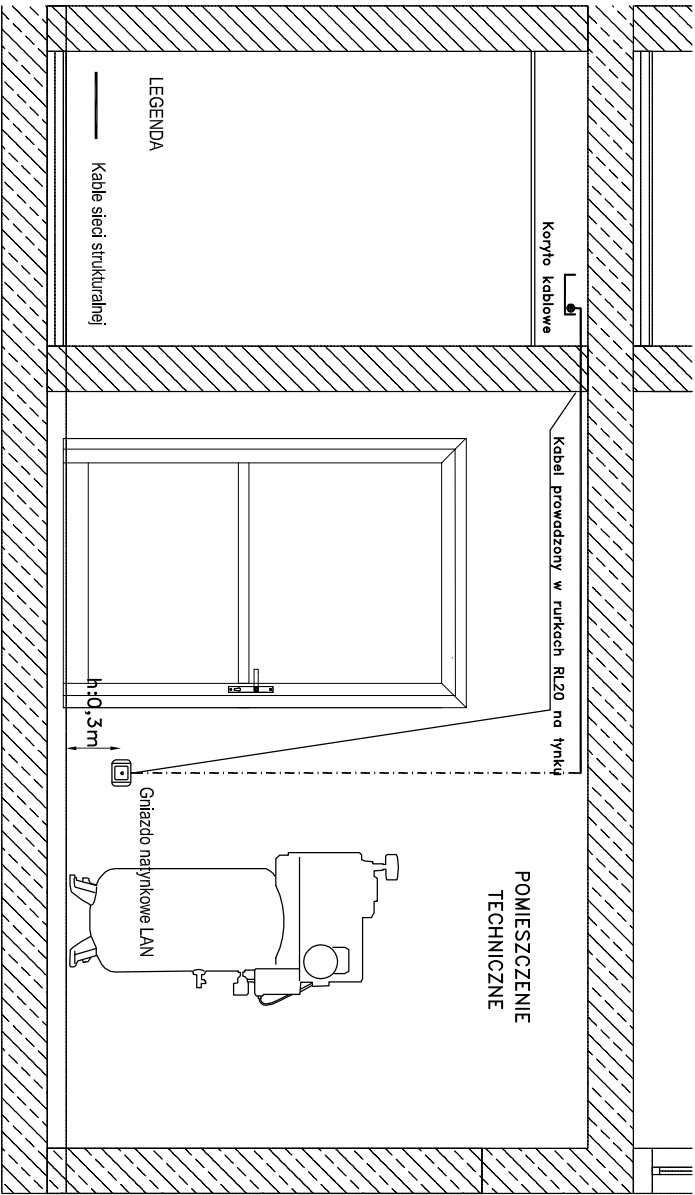 LEGENDA
Kable sieci strukturalnej
Koryto kablowe
Kabel prowadzony w rurkach RL20 na tynku
h:0,3m
Gniazdo natynkowe LAN
POMIESZCZENIE
TECHNICZNE